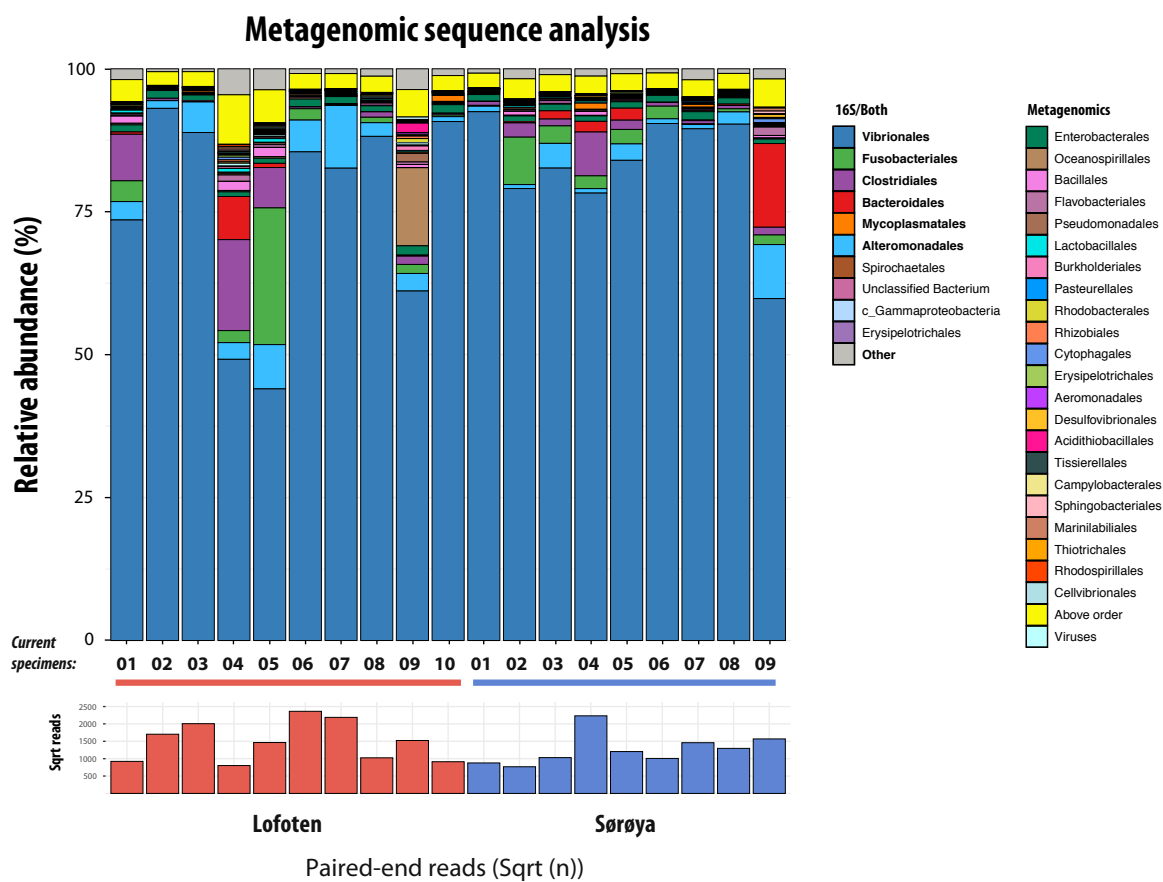 Metagenomic sequence analysis
Relative abundance (%)
100
75
50
25
0
Current
specimens:
01 02 03 04 05 06 07 08 09 10 01 02 03 04 05 06 07 08 09
16S/Both
Vibrionales
Fusobacteriales
Clostridiales
Bacteroidales
Mycoplasmatales
Alteromonadales
Spirochaetales
Unclassified Bacterium
c_Gammaproteobacteria
Erysipelotrichales
Other
Metagenomics
Enterobacterales
Oceanospirillales
Bacillales
Flavobacteriales
Pseudomonadales
Lactobacillales
Burkholderiales
Pasteurellales
Rhodobacterales
Rhizobiales
Cytophagales
Erysipelotrichales
Aeromonadales
Desulfovibrionales
Acidithiobacillales
Tissierellales
Campylobacterales
Sphingobacteriales
Marinilabiliales
Thiotrichales
Rhodospirillales
Cellvibrionales
Above order
Viruses
Sqrt reads
2500
2000
1500
1000
500
Lofoten Sørøya
Paired-end reads (Sqrt (n))